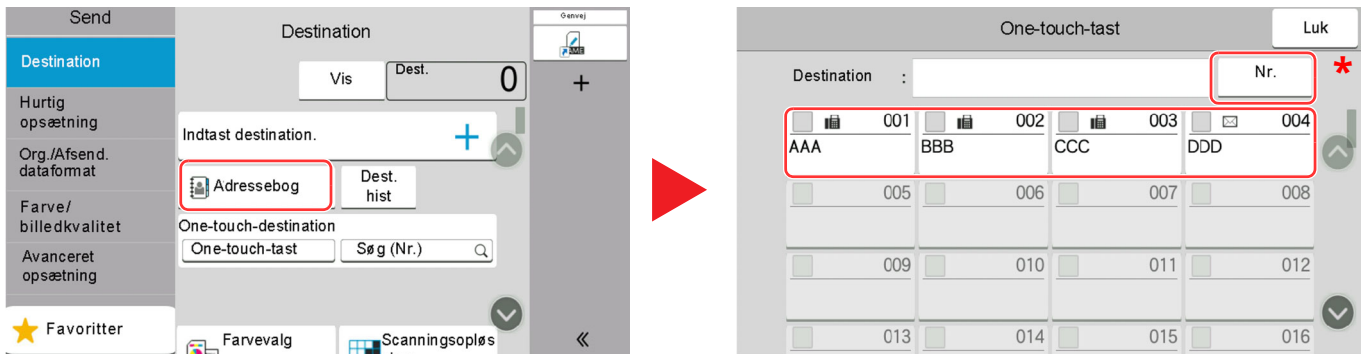 Send
Destination
Hurtig
opsætning
Org./Afsend.
dataformat
Farve/
billedkvalitet
Avanceret
opsætning
Favoritter
Destination
Vis
Dest.
0
Indtast destination.
+
Adressebog
Dest.
hist
One-touch-destination
One-touch-tast
Søg (Nr.)
Farvevalg
Scanningsopløs
Genvej
+
«
One-touch-tast
Luk
Destination :
Nr.
*
001 002 003 004
AAA BBB CCC DDD
005 006 007 008
009 010 011 012
013 014 015 016